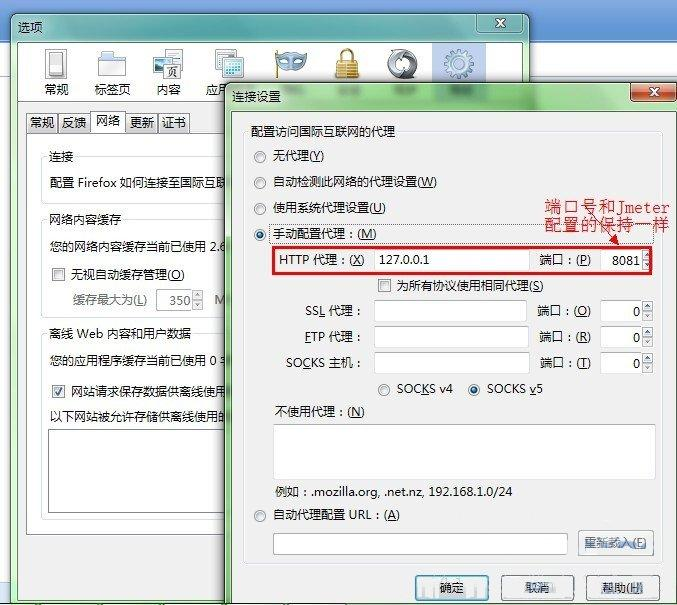 选项
常规
标签页
内容
应用
连接设置
常规
反馈
网络
更新
证书
连接
配置 Firefox 如何连接至国际互联
网络内容缓存
您的网络内容缓存当前已使用 2.6
无视自动缓存管理(O)
缓存最大为(L)
350
M
离线 Web 内容和用户数据
您的应用程序缓存当前已使用 0 字
网站请求保存数据供离线使用
以下网站被允许存储供离线使用的
配置访问国际互联网的代理
无代理(Y)
自动检测此网络的代理设置(W)
使用系统代理设置(U)
端口号和Jmeter
配置的保持一样
手动配置代理：(M)
HTTP 代理：(X) 127.0.0.1 端口：(P) 8081
为所有协议使用相同代理(S)
SSL 代理： 端口：(O) 0
FTP 代理： 端口：(R) 0
SOCKS 主机： 端口：(T) 0
SOCKS v4 SOCKS v5
不使用代理：(N)
例如：.mozilla.org, .net.nz, 192.168.1.0/24
自动代理配置 URL：(A)
重新载入(E)
确定 取消 帮助(H)